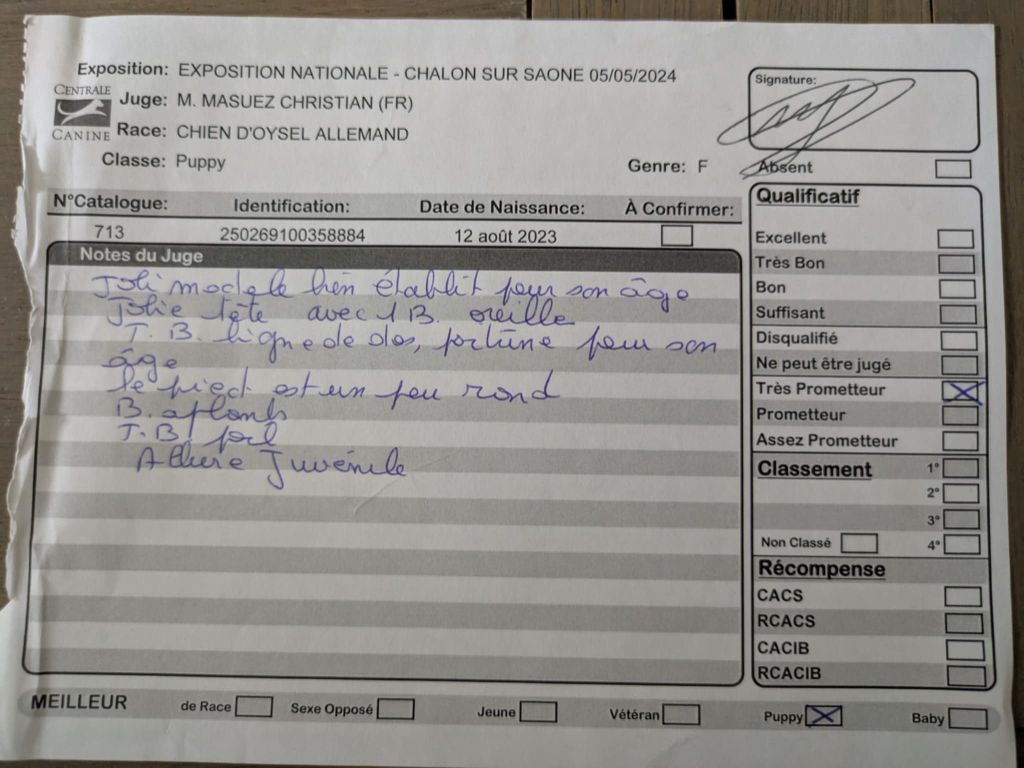 Exposition: EXPOSITION NATIONALE - CHALON SUR SAONE 05/05/2024
CENTRALE
CANINE
Juge: M. MASUEZ CHRISTIAN (FR)
Race: CHIEN D'OYSEL ALLEMAND
Classe: Puppy
Genre: F
Signature:
Absent
N°Catalogue: Identification: Date de Naissance: À Confirmer:
713 250269100358884 12 août 2023
Notes du Juge
Joli modele bien établit pour son âge
Jolie tête avec 1 B. oreille
T. B. ligne de dos, portune pour son
âge
le pied est un peu rond
B. aplombs
T. B. poil
Allure Juvénile
Qualificatif
Excellent
Très Bon
Bon
Suffisant
Disqualifié
Ne peut être jugé
Très Prometteur
Prometteur
Assez Prometteur
Classement 1°
2°
3°
Non Classé 4°
Récompense
CACS
RCACS
CACIB
RCACIB
MEILLEUR de Race Sexe Opposé Jeune Vétéran Puppy Baby